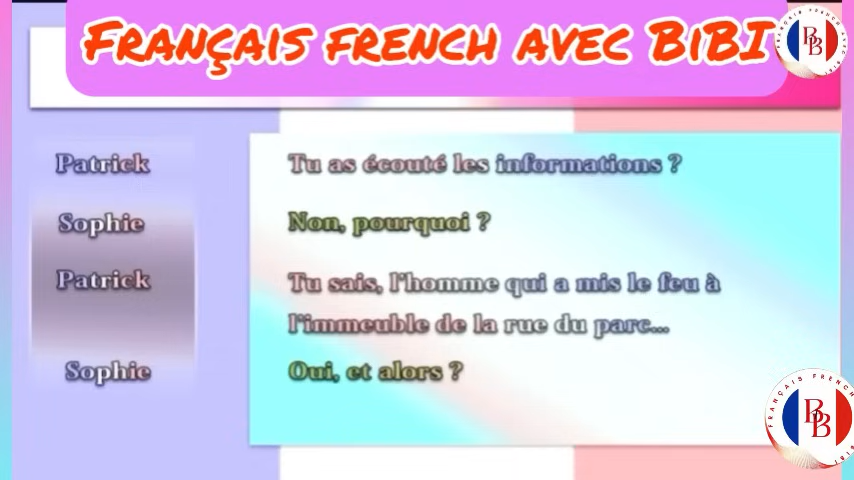 FRANÇAIS FRENCH AVEC BIBI
Patrick Tu as écouté les informations ?
Sophie Non, pourquoi ?
Patrick Tu sais, l'homme qui a mis le feu à
l'immeuble de la rue du parc...
Sophie Oui, et alors ?